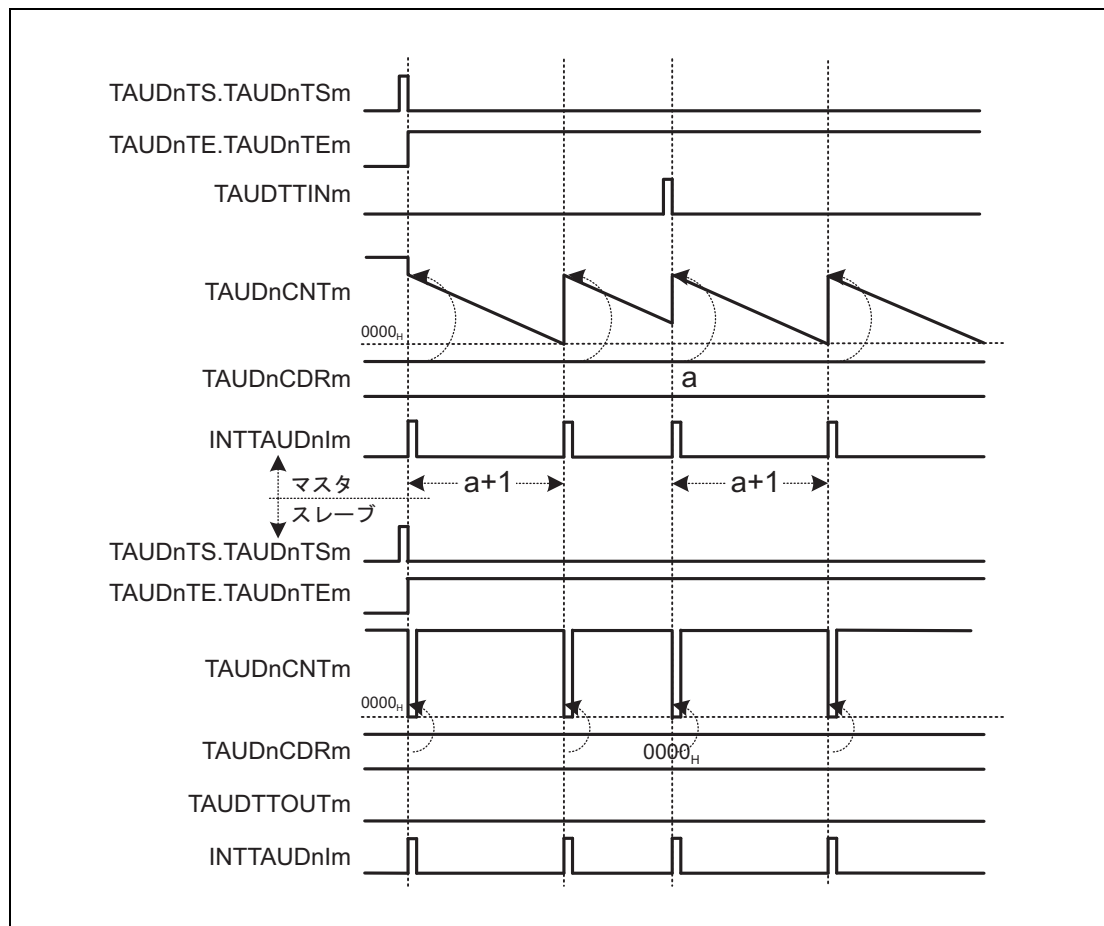 TAUDnTS.TAUDnTSm
TAUDnTE.TAUDnTEm
TAUDTTINm
TAUDnCNTm
0000H
TAUDnCDRm
a
INTTAUDnIm
マスタ
a+1
a+1
スレーブ
TAUDnTS.TAUDnTSm
TAUDnTE.TAUDnTEm
TAUDnCNTm
0000H
TAUDnCDRm
0000H
TAUDTTOUTm
INTTAUDnIm